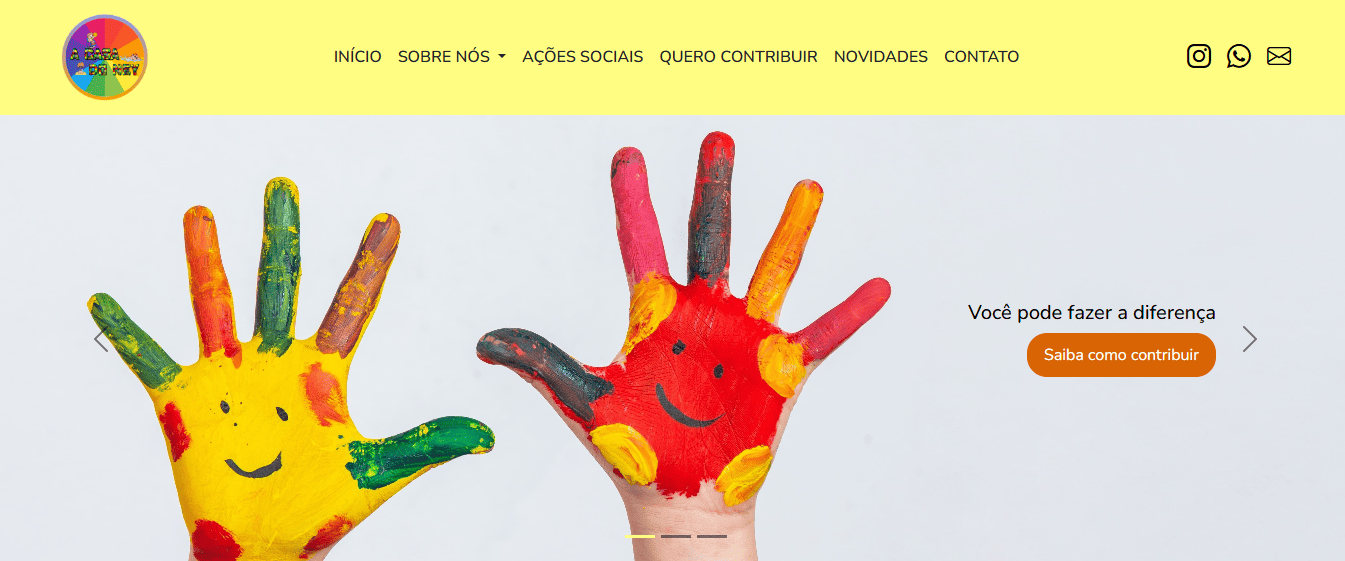 A CASA
DO NEY
INÍCIO SOBRE NÓS AÇÕES SOCIAIS QUERO CONTRIBUIR NOVIDADES CONTATO
Você pode fazer a diferença
Saiba como contribuir